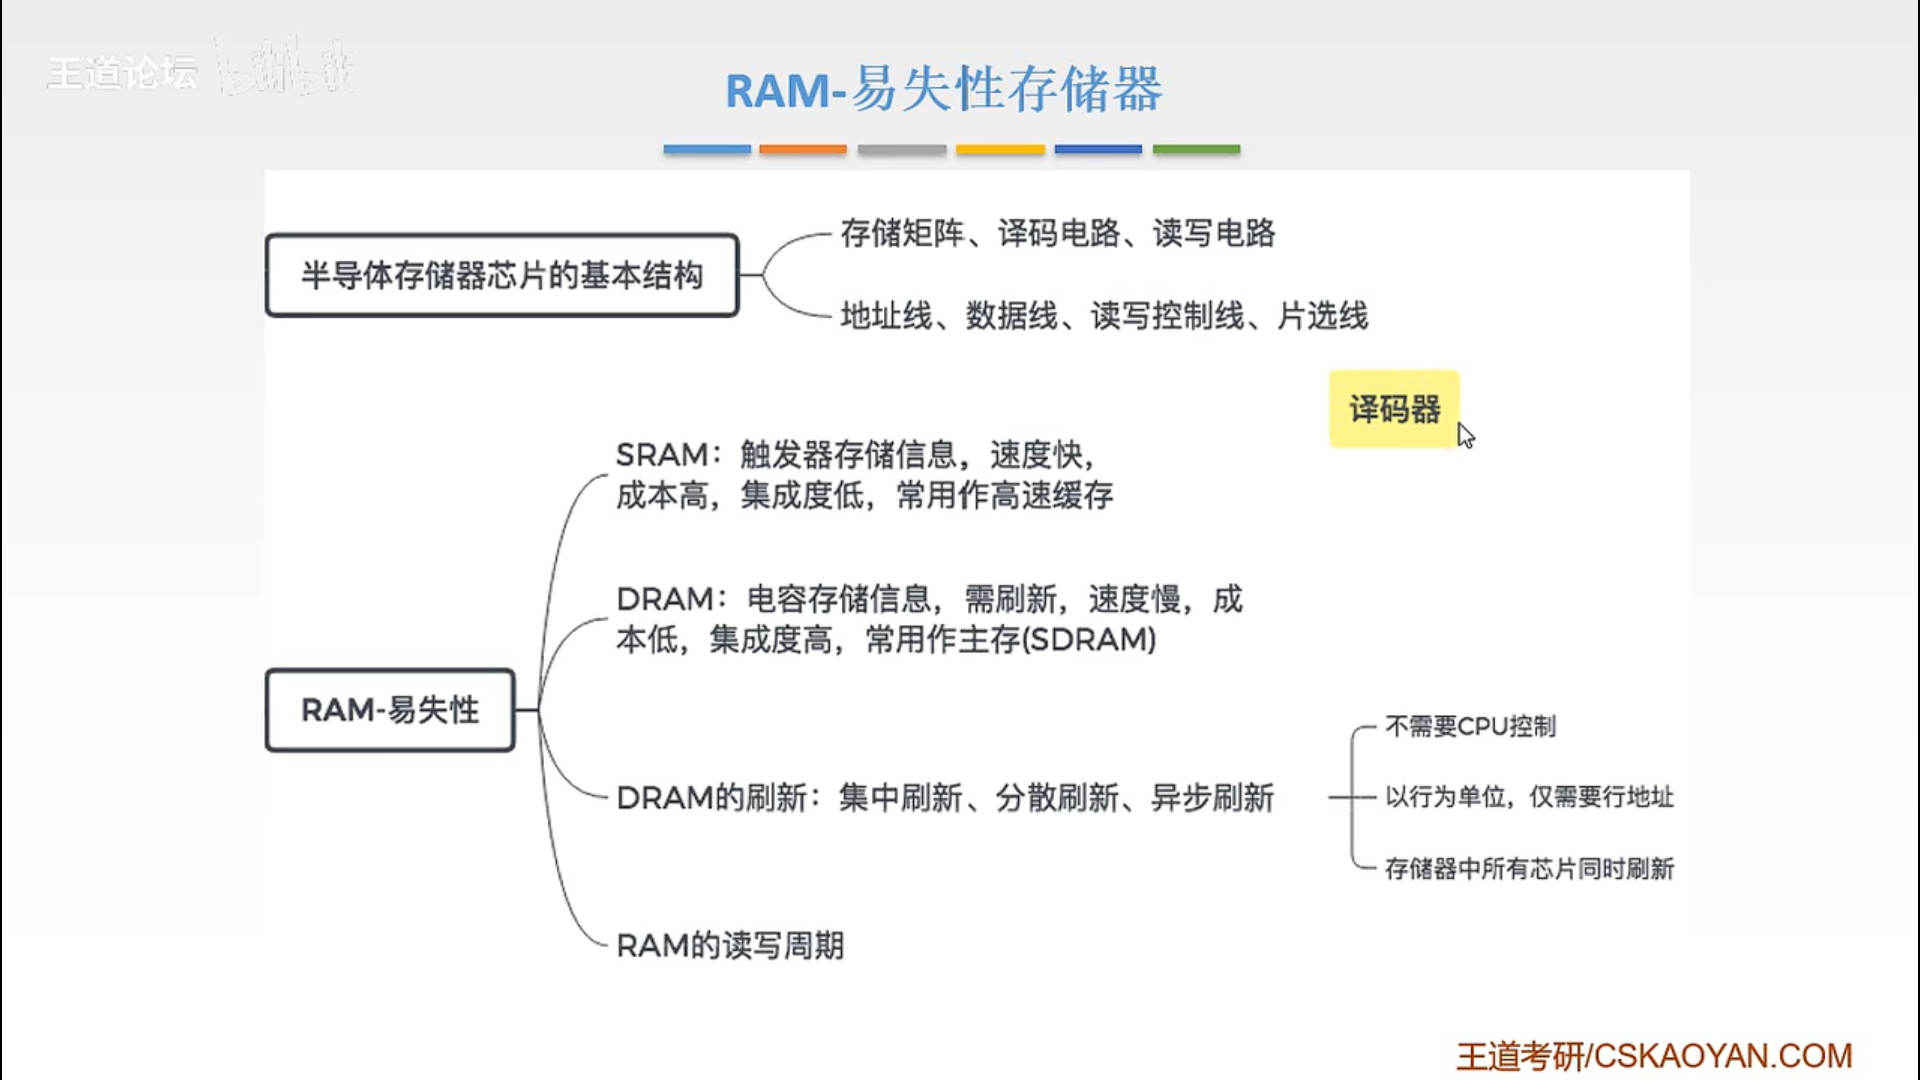 王道论坛 bilibili
RAM-易失性存储器
半导体存储器芯片的基本结构
存储矩阵、译码电路、读写电路
地址线、数据线、读写控制线、片选线
译码器
SRAM：触发器存储信息，速度快，
成本高，集成度低，常用作高速缓存
DRAM：电容存储信息，需刷新，速度慢，成
本低，集成度高，常用作主存(SDRAM)
RAM-易失性
DRAM的刷新：集中刷新、分散刷新、异步刷新
不需要CPU控制
以行为单位，仅需要行地址
存储器中所有芯片同时刷新
RAM的读写周期
王道考研/CSKAOYAN.COM